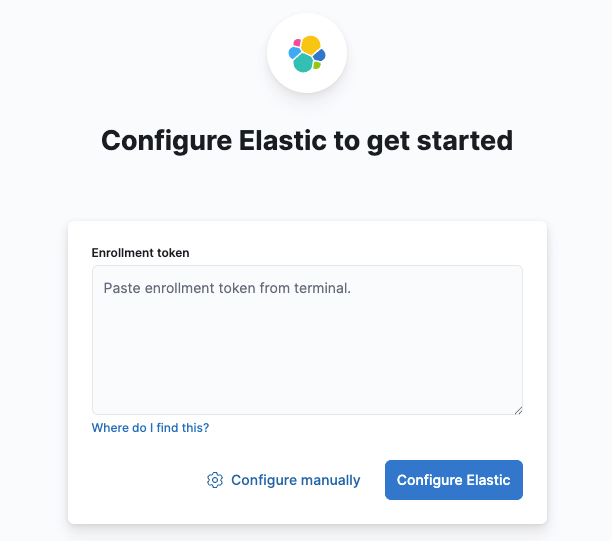 Configure Elastic to get started
Enrollment token
Paste enrollment token from terminal.
Where do I find this?
Configure manually
Configure Elastic